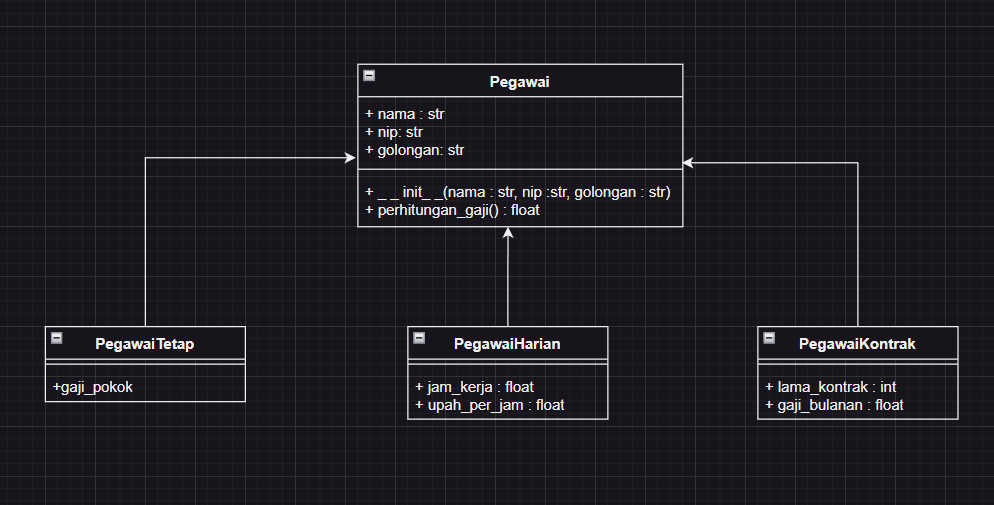 Pegawai
+ nama : str
+ nip: str
+ golongan: str
+ _ _ init_ _(nama : str, nip :str, golongan : str)
+ perhitungan_gaji() : float
PegawaiTetap
+gaji_pokok
PegawaiHarian
+ jam_kerja : float
+ upah_per_jam : float
PegawaiKontrak
+ lama_kontrak : int
+ gaji_bulanan : float